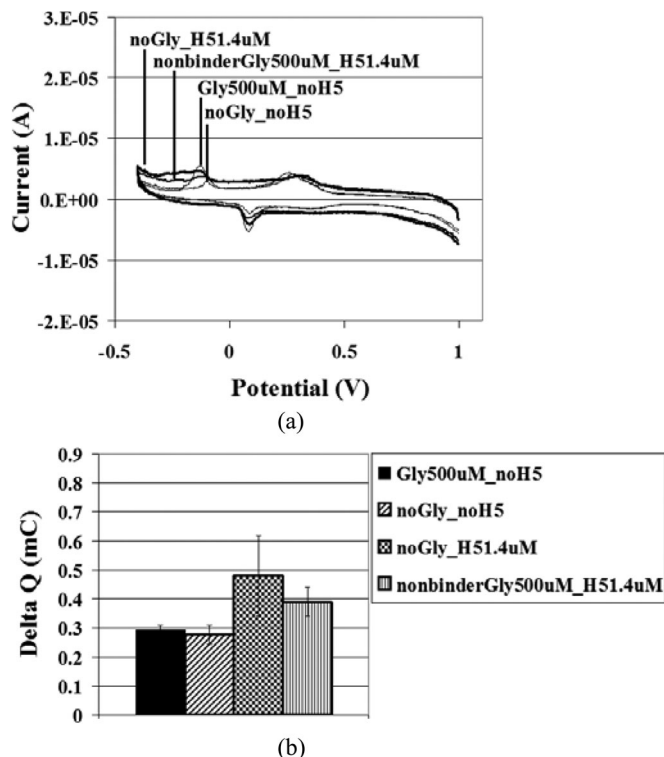 3.E-05
noGly_H51.4uM
nonbinderGly500uM_H51.4uM
2.E-05
Gly500uM_noH5
noGly_noH5
1.E-05
0.E+00
-1.E-05
-2.E-05
Current (A)
-0.5 0 0.5 1
Potential (V)
(a)
0.9
0.8
0.7
0.6
0.5
0.4
0.3
0.2
0.1
0
Delta Q (mC)
Gly500uM_noH5
noGly_noH5
noGly_H51.4uM
nonbinderGly500uM_H51.4uM
(b)